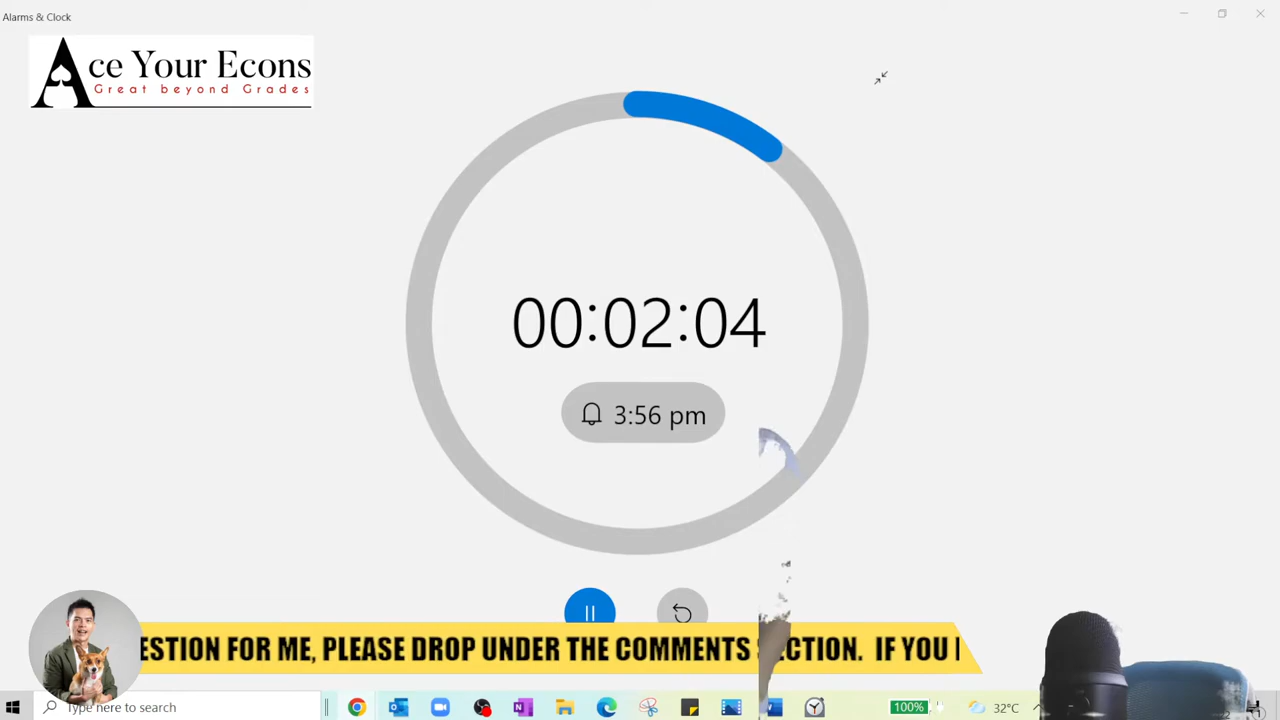 Alarms & Clock
Ace Your Econs
Great beyond Grades
00:02:04
3:56 pm
ESTION FOR ME, PLEASE DROP UNDER THE COMMENTS SECTION. IF YOU
Type here to search
100%
32°C